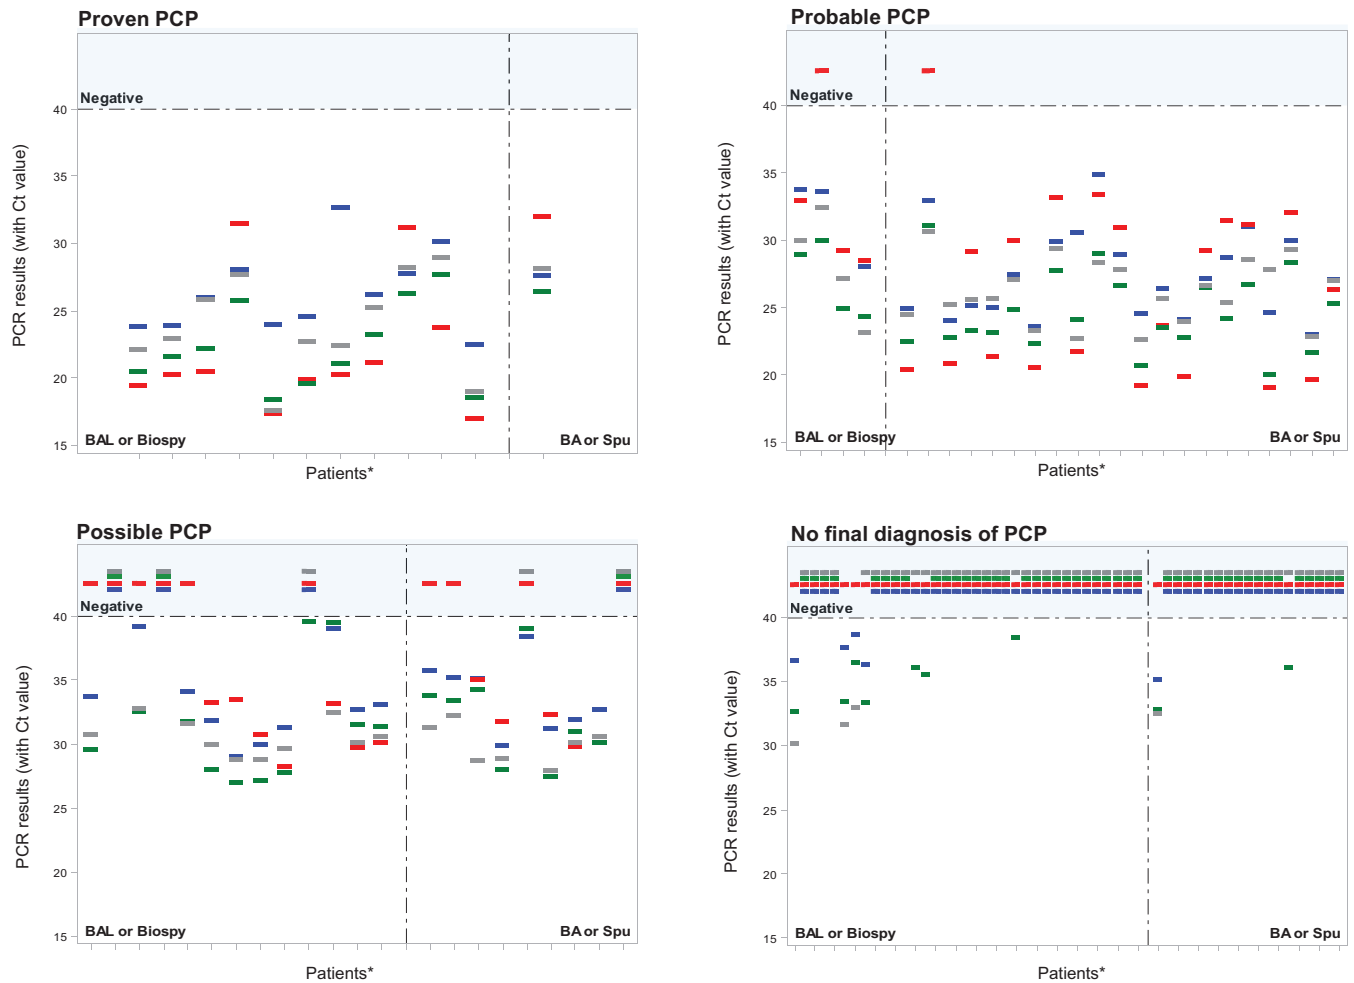 Proven PCP
Negative
40
35
30
25
20
15
PCR results (with Ct value)
BAL or Biospy
BA or Spu
Patients*
Probable PCP
Negative
40
35
30
25
20
15
PCR results (with Ct value)
BAL or Biospy
BA or Spu
Patients*
Possible PCP
Negative
40
35
30
25
20
15
PCR results (with Ct value)
BAL or Biospy
BA or Spu
Patients*
No final diagnosis of PCP
Negative
40
35
30
25
20
15
PCR results (with Ct value)
BAL or Biospy
BA or Spu
Patients*